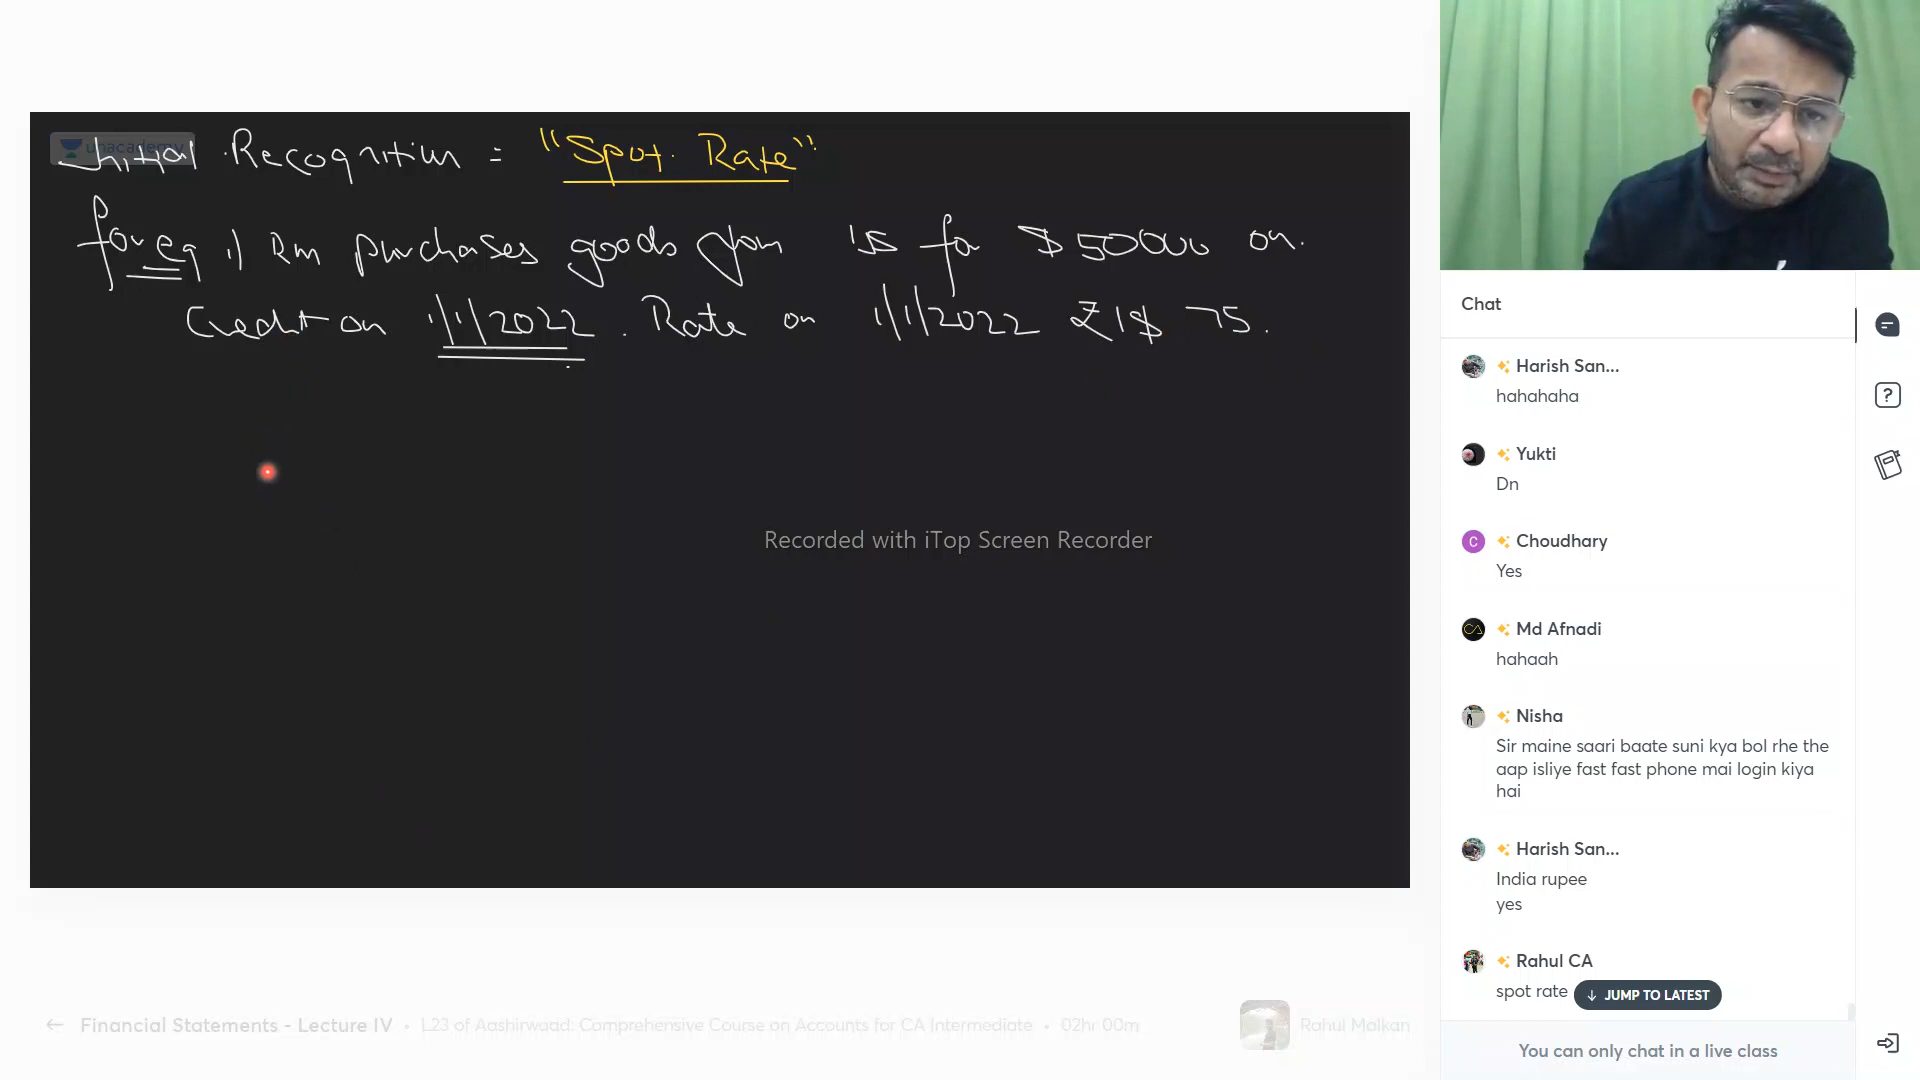 unacademy
Initial Recognition = "Spot Rate"
for eg 1) RM purchases goods from US for $ 50000 on
Credit on 1/1/2022. Rate on 1/1/2022 ₹/$ 75.
Recorded with iTop Screen Recorder
← Financial Statements - Lecture IV • L23 of Aashirwaad: Comprehensive Course on Accounts for CA Intermediate • 02hr 00m
Rahul Malkan
Chat
Harish San...
hahahaha
Yukti
Dn
C Choudhary
Yes
CA Md Afnadi
hahaah
Nisha
Sir maine saari baate suni kya bol rhe the
aap isliye fast fast phone mai login kiya
hai
Harish San...
India rupee
yes
Rahul CA
spot rate
↓ JUMP TO LATEST
You can only chat in a live class
?